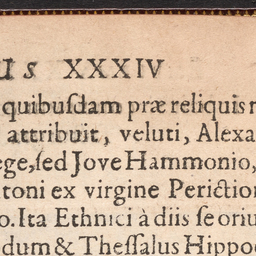 us XXXIV
quibusdam præ reliquis
attribuit, veluti, Alexa
ege, sed Jove Hammonio,
toni ex virgine Perictio
o. Ita Ethnici à diis se oriu
dum & Thessalus Hippo